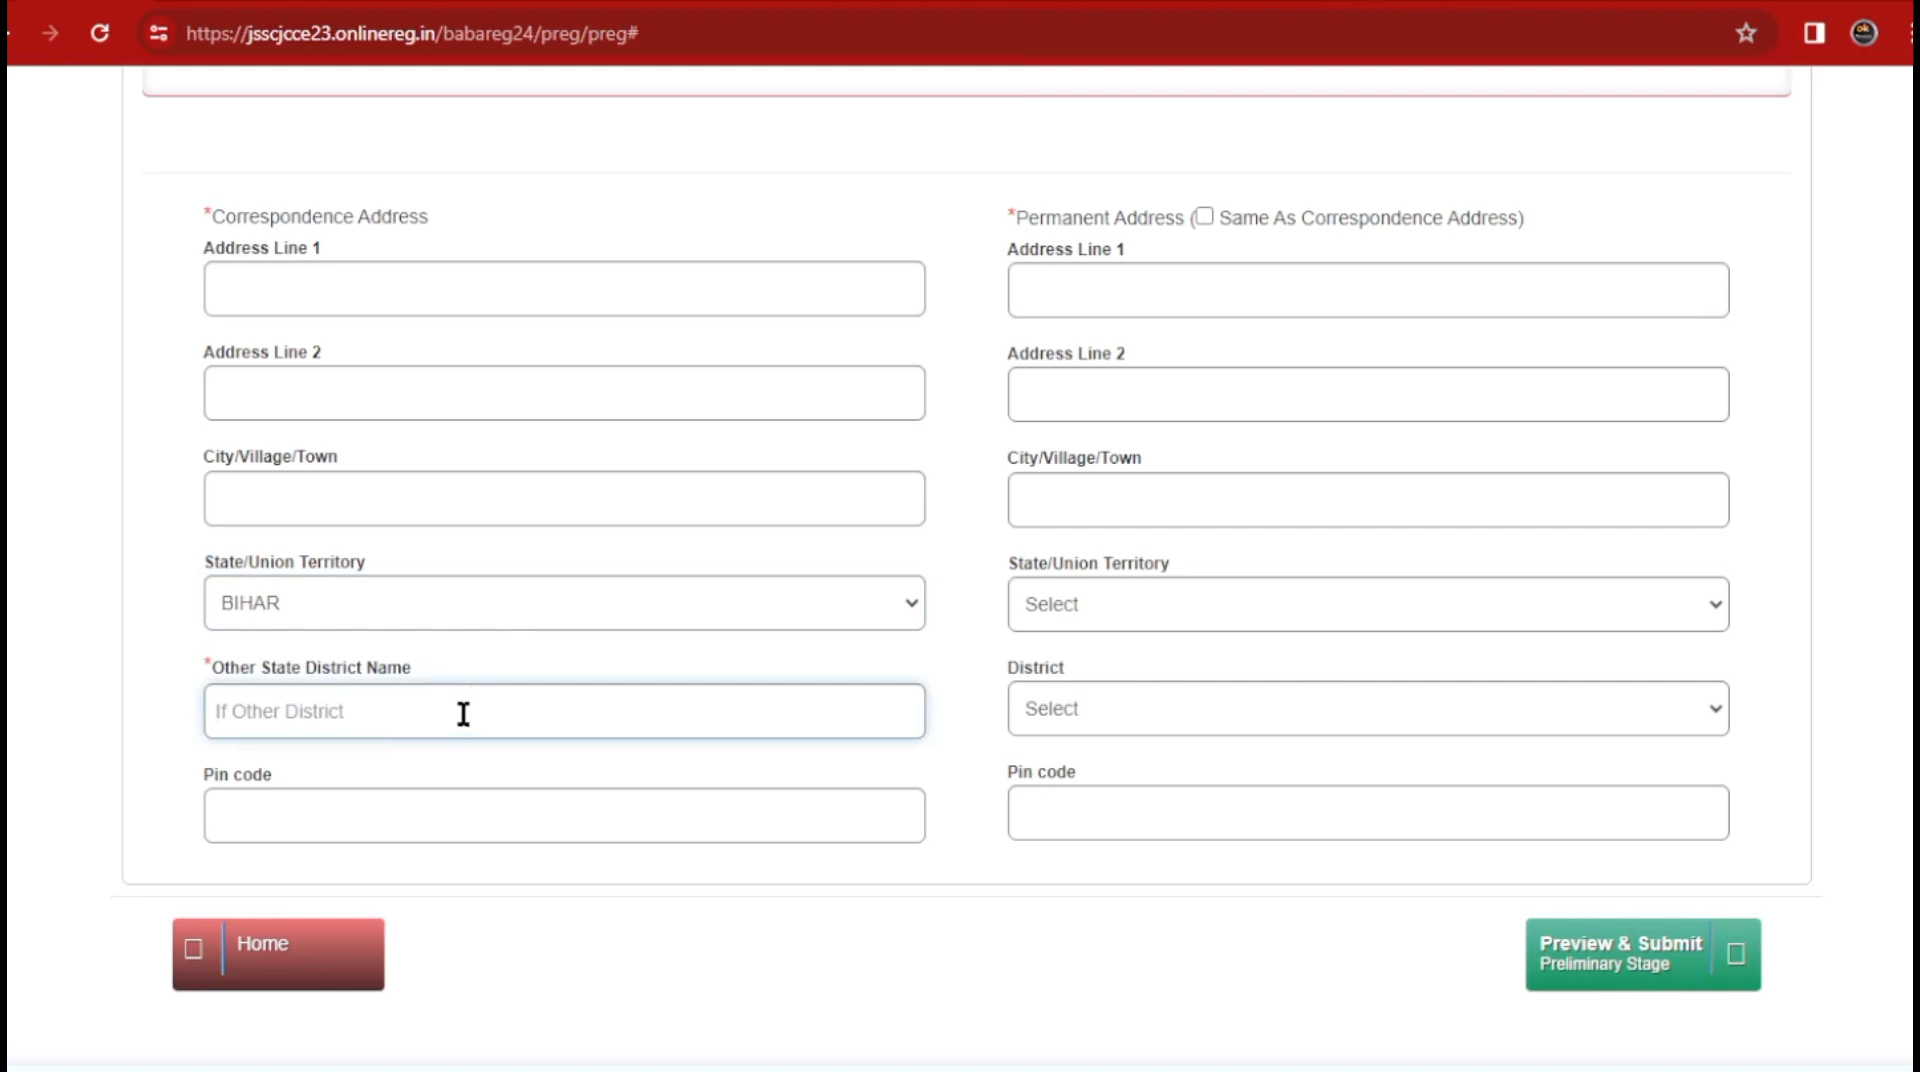 https://jsscjcce23.onlinereg.in/babareg24/preg/preg#
*Correspondence Address
Address Line 1
Address Line 2
City/Village/Town
State/Union Territory
BIHAR
*Other State District Name
If Other District
Pin code
*Permanent Address ( Same As Correspondence Address)
Address Line 1
Address Line 2
City/Village/Town
State/Union Territory
Select
District
Select
Pin code
Home
Preview & Submit
Preliminary Stage